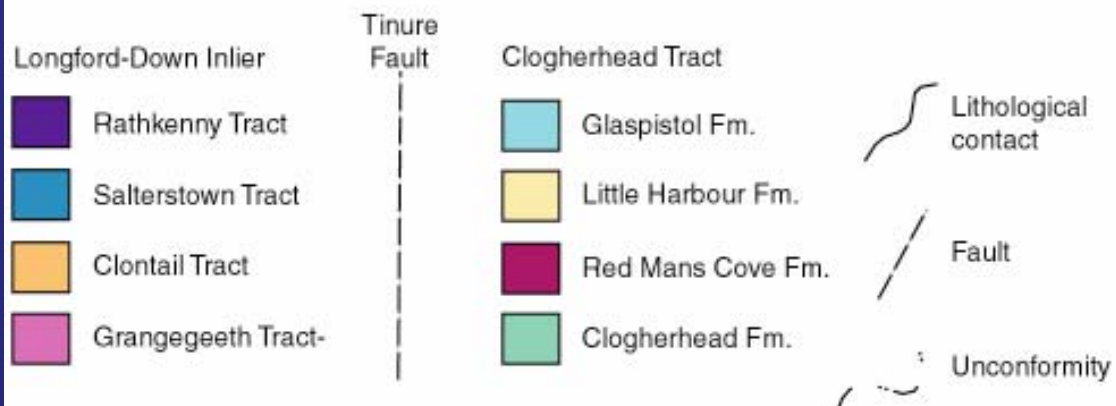 Longford-Down Inlier
Rathkenny Tract
Salterstown Tract
Clontail Tract
Grangegeeth Tract-
Tinure
Fault
Clogherhead Tract
Glaspistol Fm.
Little Harbour Fm.
Red Mans Cove Fm.
Clogherhead Fm.
Lithological
contact
Fault
Unconformity